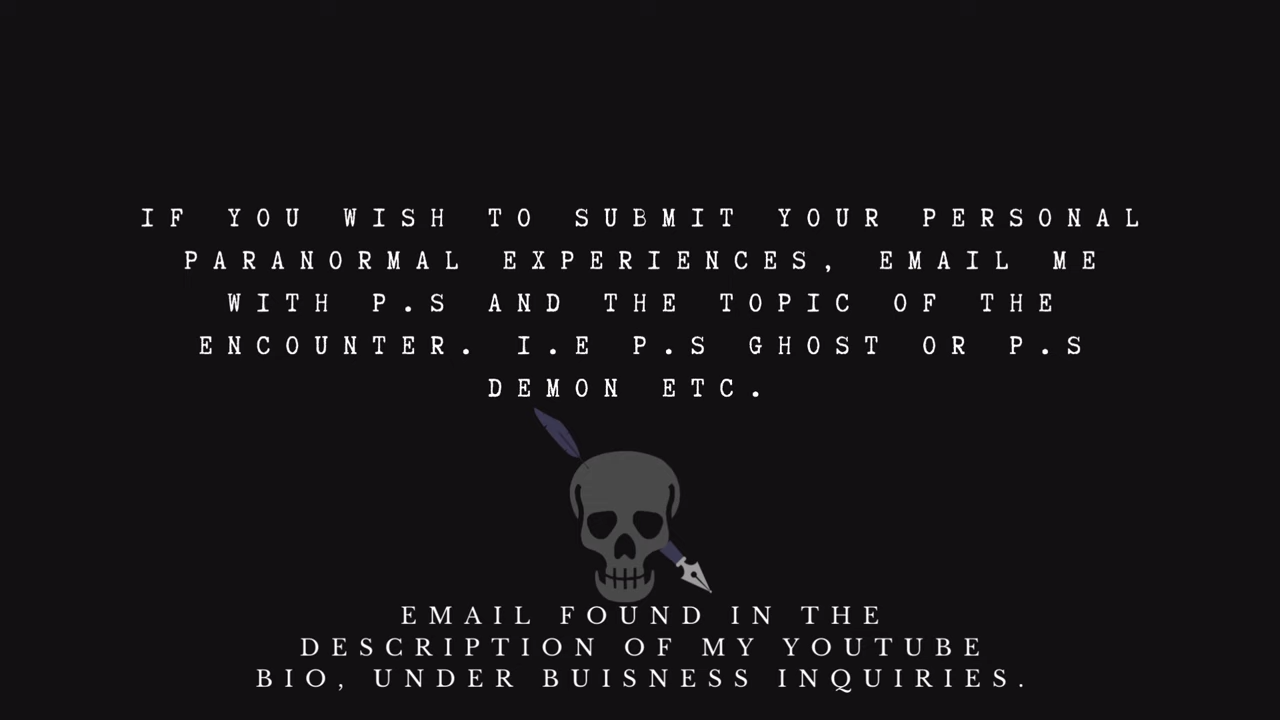 IF YOU WISH TO SUBMIT YOUR PERSONAL
PARANORMAL EXPERIENCES, EMAIL ME
WITH P.S AND THE TOPIC OF THE
ENCOUNTER. I.E P.S GHOST OR P.S
DEMON ETC.
EMAIL FOUND IN THE
DESCRIPTION OF MY YOUTUBE
BIO, UNDER BUISNESS INQUIRIES.